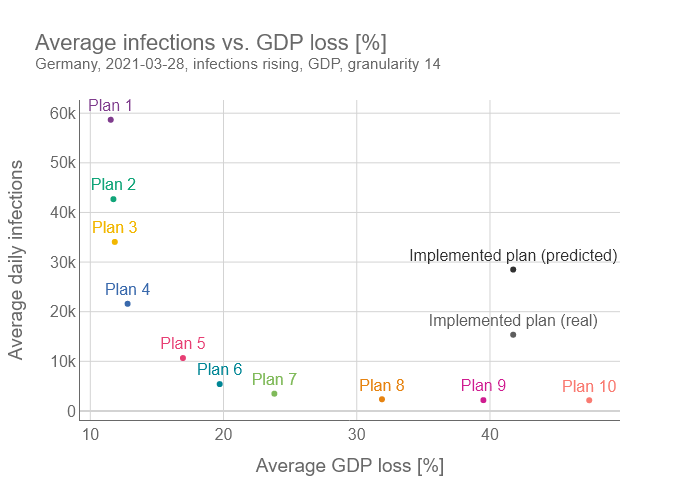 Average infections vs. GDP loss [%]
Germany, 2021-03-28, infections rising, GDP, granularity 14
Average daily infections
60k
50k
40k
30k
20k
10k
0
Plan 1
Plan 2
Plan 3
Implemented plan (predicted)
Plan 4
Implemented plan (real)
Plan 5
Plan 6
Plan 7
Plan 8
Plan 9
Plan 10
10
20
30
40
Average GDP loss [%]